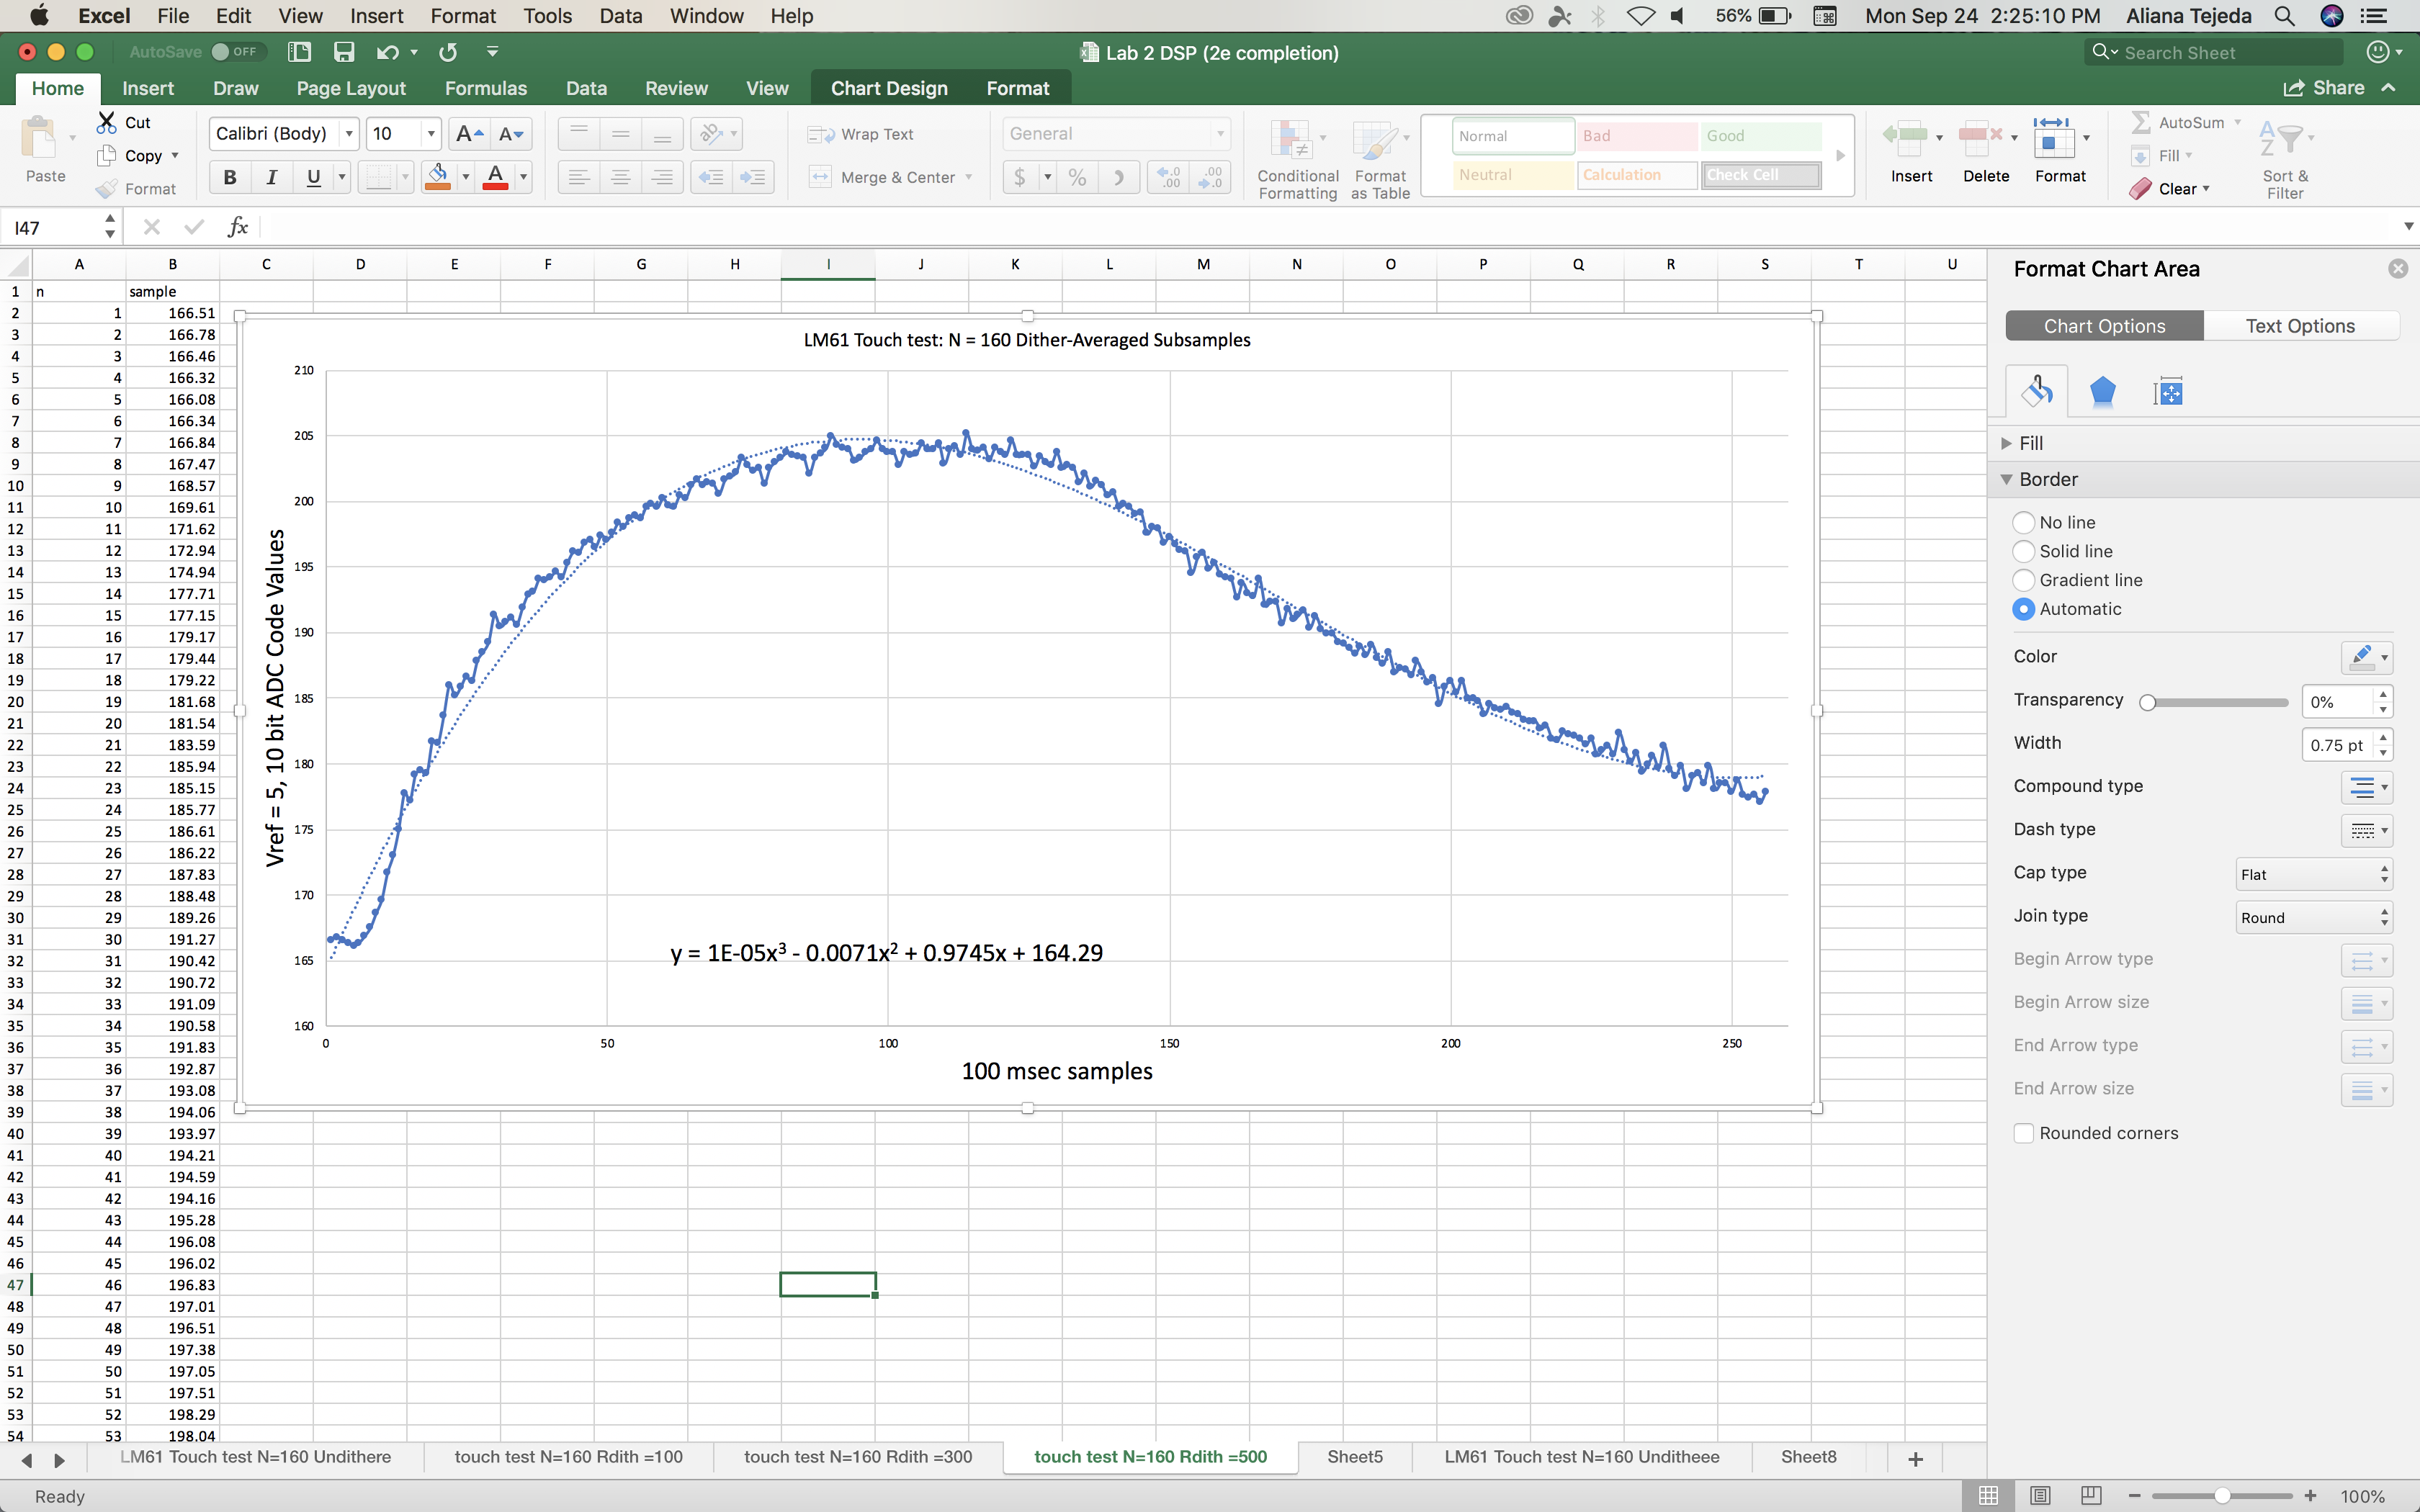 Excel File Edit View Insert Format Tools Data Window Help 56% Mon Sep 24 2:25:10 PM Aliana Tejeda
AutoSave OFF Lab 2 DSP (2e completion) Search Sheet
Home Insert Draw Page Layout Formulas Data Review View Chart Design Format Share
Paste Cut Copy Format
Calibri (Body) 10 A A
B I U A
Wrap Text
Merge & Center
General
$ % .0 .00 .00 .0
Conditional Formatting
Format as Table
Normal Bad Good
Neutral Calculation Check Cell
Insert Delete Format
AutoSum
Fill
Clear
Sort & Filter
I47 fx
A B C D E F G H I J K L M N O P Q R S T U
1 n sample
2 1 166.51
3 2 166.78
4 3 166.46
5 4 166.32
6 5 166.08
7 6 166.34
8 7 166.84
9 8 167.47
10 9 168.57
11 10 169.61
12 11 171.62
13 12 172.94
14 13 174.94
15 14 177.71
16 15 177.15
17 16 179.17
18 17 179.44
19 18 179.22
20 19 181.68
21 20 181.54
22 21 183.59
23 22 185.94
24 23 185.15
25 24 185.77
26 25 186.61
27 26 186.22
28 27 187.83
29 28 188.48
30 29 189.26
31 30 191.27
32 31 190.42
33 32 190.72
34 33 191.09
35 34 190.58
36 35 191.83
37 36 192.87
38 37 193.08
39 38 194.06
40 39 193.97
41 40 194.21
42 41 194.59
43 42 194.16
44 43 195.28
45 44 196.08
46 45 196.02
47 46 196.83
48 47 197.01
49 48 196.51
50 49 197.38
51 50 197.05
52 51 197.51
53 52 198.29
54 53 198.04
LM61 Touch test: N = 160 Dither-Averaged Subsamples
210
205
200
195
190
185
180
175
170
165
160
Vref = 5, 10 bit ADC Code Values
y = 1E-05x³ - 0.0071x² + 0.9745x + 164.29
0 50 100 150 200 250
100 msec samples
Format Chart Area
Chart Options Text Options
Fill
Border
No line
Solid line
Gradient line
Automatic
Color
Transparency 0%
Width 0.75 pt
Compound type
Dash type
Cap type Flat
Join type Round
Begin Arrow type
Begin Arrow size
End Arrow type
End Arrow size
Rounded corners
LM61 Touch test N=160 Undithere touch test N=160 Rdith =100 touch test N=160 Rdith =300 touch test N=160 Rdith =500 Sheet5 LM61 Touch test N=160 Unditheee Sheet8 +
Ready 100%